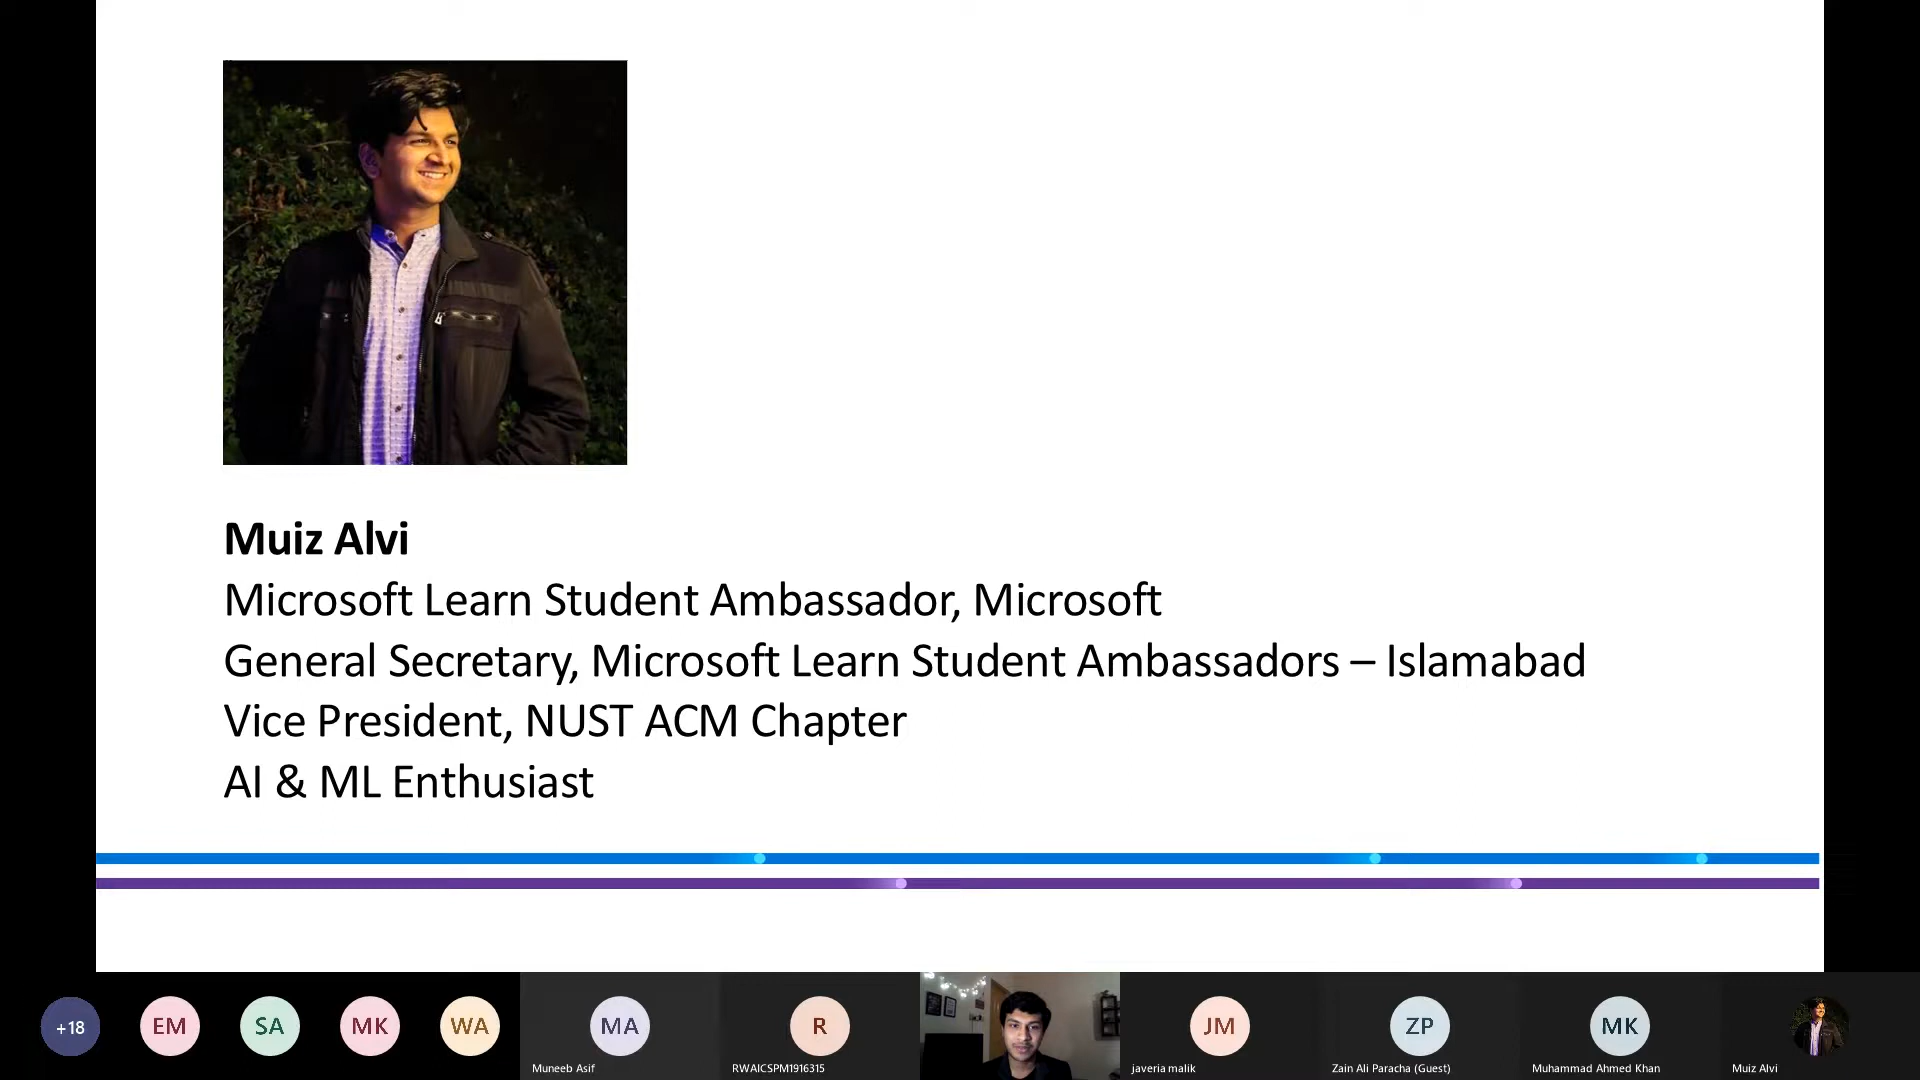 Muiz Alvi
Microsoft Learn Student Ambassador, Microsoft
General Secretary, Microsoft Learn Student Ambassadors – Islamabad
Vice President, NUST ACM Chapter
AI & ML Enthusiast
+18
EM
SA
MK
WA
MA
R
JM
ZP
MK
Muneeb Asif
RWAICSPM1916315
javeria malik
Zain Ali Paracha (Guest)
Muhammad Ahmed Khan
Muiz Alvi